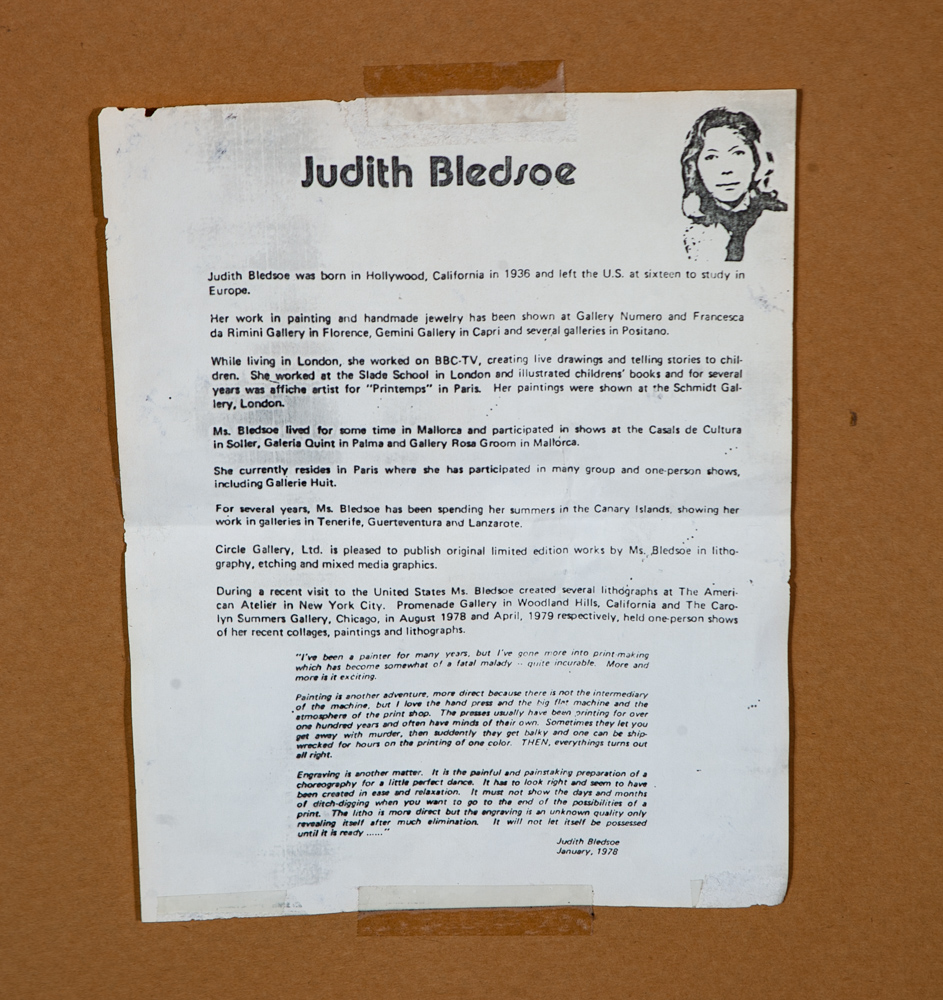 Judith Bledsoe
Judith Bledsoe was born in Hollywood, California in 1936 and left the U.S. at sixteen to study in
Europe.
Her work in painting and handmade jewelry has been shown at Gallery Numero and Francesca
da Rimini Gallery in Florence, Gemini Gallery in Capri and several galleries in Positano.
While living in London, she worked on BBC-TV, creating live drawings and telling stories to chil-
dren. She worked at the Slade School in London and illustrated childrens' books and for several
years was affiche artist for "Printemps" in Paris. Her paintings were shown at the Schmidt Gal-
lery, London.
Ms. Bledsoe lived for some time in Mallorca and participated in shows at the Casals de Cultura
in Soller, Galeria Quint in Palma and Gallery Rosa Groom in Mallorca.
She currently resides in Paris where she has participated in many group and one-person shows,
including Gallerie Huit.
For several years, Ms. Bledsoe has been spending her summers in the Canary Islands, showing her
work in galleries in Tenerife, Guerteventura and Lanzarote.
Circle Gallery, Ltd. is pleased to publish original limited edition works by Ms. Bledsoe in litho-
graphy, etching and mixed media graphics.
During a recent visit to the United States Ms. Bledsoe created several lithographs at The Ameri-
can Atelier in New York City. Promenade Gallery in Woodland Hills, California and The Caro-
lyn Summers Gallery, Chicago, in August 1978 and April, 1979 respectively, held one-person shows
of her recent collages, paintings and lithographs.
"I've been a painter for many years, but I've gone more into print-making
which has become somewhat of a fatal malady -- quite incurable. More and
more is it exciting.
Painting is another adventure, more direct because there is not the intermediary
of the machine, but I love the hand press and the big flat machine and the
atmosphere of the print shop. The presses usually have been printing for over
one hundred years and often have minds of their own. Sometimes they let you
get away with murder, then suddently they get balky and one can be ship-
wrecked for hours on the printing of one color. THEN, everythings turns out
all right.
Engraving is another matter. It is the painful and painstaking preparation of a
choreography for a little perfect dance. It has to look right and seem to have
been created in ease and relaxation. It must not show the days and months
of ditch-digging when you want to go to the end of the possibilities of a
print. The litho is more direct but the engraving is an unknown quality only
revealing itself after much elimination. It will not let itself be possessed
until it is ready ......"
Judith Bledsoe
January, 1978